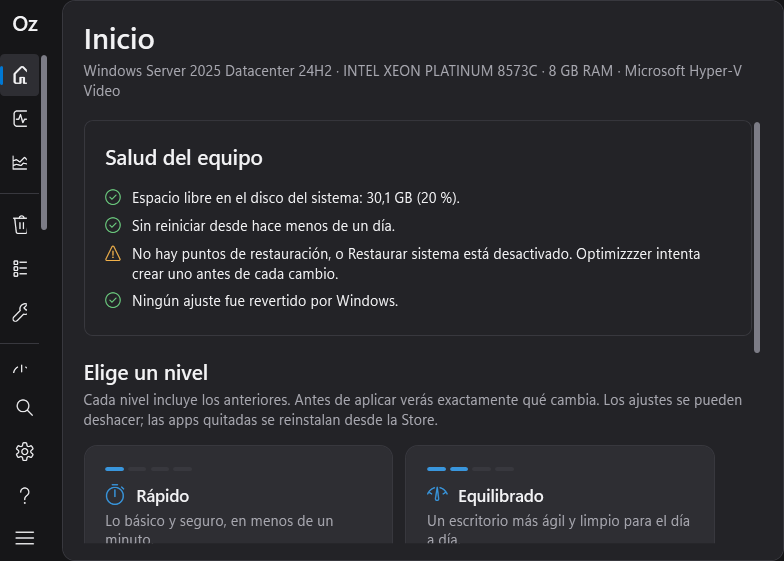 Oz
Inicio
Windows Server 2025 Datacenter 24H2 · INTEL XEON PLATINUM 8573C · 8 GB RAM · Microsoft Hyper-V
Video
Salud del equipo
Espacio libre en el disco del sistema: 30,1 GB (20 %).
Sin reiniciar desde hace menos de un día.
No hay puntos de restauración, o Restaurar sistema está desactivado. Optimizzzer intenta
crear uno antes de cada cambio.
Ningún ajuste fue revertido por Windows.
Elige un nivel
Cada nivel incluye los anteriores. Antes de aplicar verás exactamente qué cambia. Los ajustes se pueden
deshacer; las apps quitadas se reinstalan desde la Store.
Rápido
Lo básico y seguro, en menos de un
minuto.
Equilibrado
Un escritorio más ágil y limpio para el día
a día.